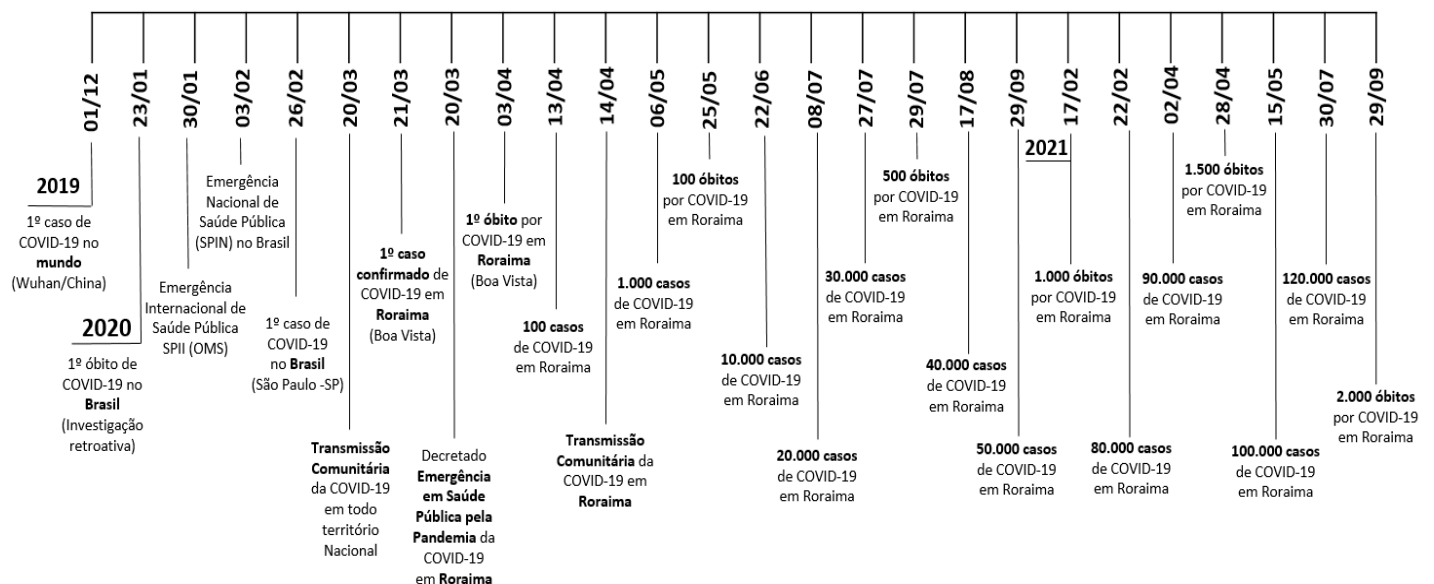 01/12
23/01
30/01
03/02
26/02
20/03
21/03
20/03
03/04
13/04
14/04
06/05
25/05
22/06
08/07
27/07
29/07
17/08
29/09
17/02
22/02
02/04
28/04
15/05
30/07
29/09
2019
1º caso de
COVID-19 no
mundo
(Wuhan/China)
2020
1º óbito de
COVID-19 no
Brasil
(Investigação
retroativa)
Emergência
Internacional de
Saúde Pública
SPII (OMS)
Emergência
Nacional de
Saúde Pública
(SPIN) no Brasil
1º caso de
COVID-19
no Brasil
(São Paulo -SP)
Transmissão
Comunitária
da COVID-19
em todo
território
Nacional
1º caso
confirmado de
COVID-19 em
Roraima
(Boa Vista)
Decretado
Emergência
em Saúde
Pública pela
Pandemia da
COVID-19
em Roraima
1º óbito por
COVID-19 em
Roraima
(Boa Vista)
100 casos
de COVID-19
em Roraima
Transmissão
Comunitária da
COVID-19 em
Roraima
1.000 casos
de COVID-19
em Roraima
100 óbitos
por COVID-19
em Roraima
10.000 casos
de COVID-19
em Roraima
20.000 casos
de COVID-19
em Roraima
30.000 casos
de COVID-19
em Roraima
500 óbitos
por COVID-19
em Roraima
40.000 casos
de COVID-19
em Roraima
50.000 casos
de COVID-19
em Roraima
2021
1.000 óbitos
por COVID-19
em Roraima
80.000 casos
de COVID-19
em Roraima
90.000 casos
de COVID-19
em Roraima
1.500 óbitos
por COVID-19
em Roraima
100.000 casos
de COVID-19
em Roraima
120.000 casos
de COVID-19
em Roraima
2.000 óbitos
por COVID-19
em Roraima